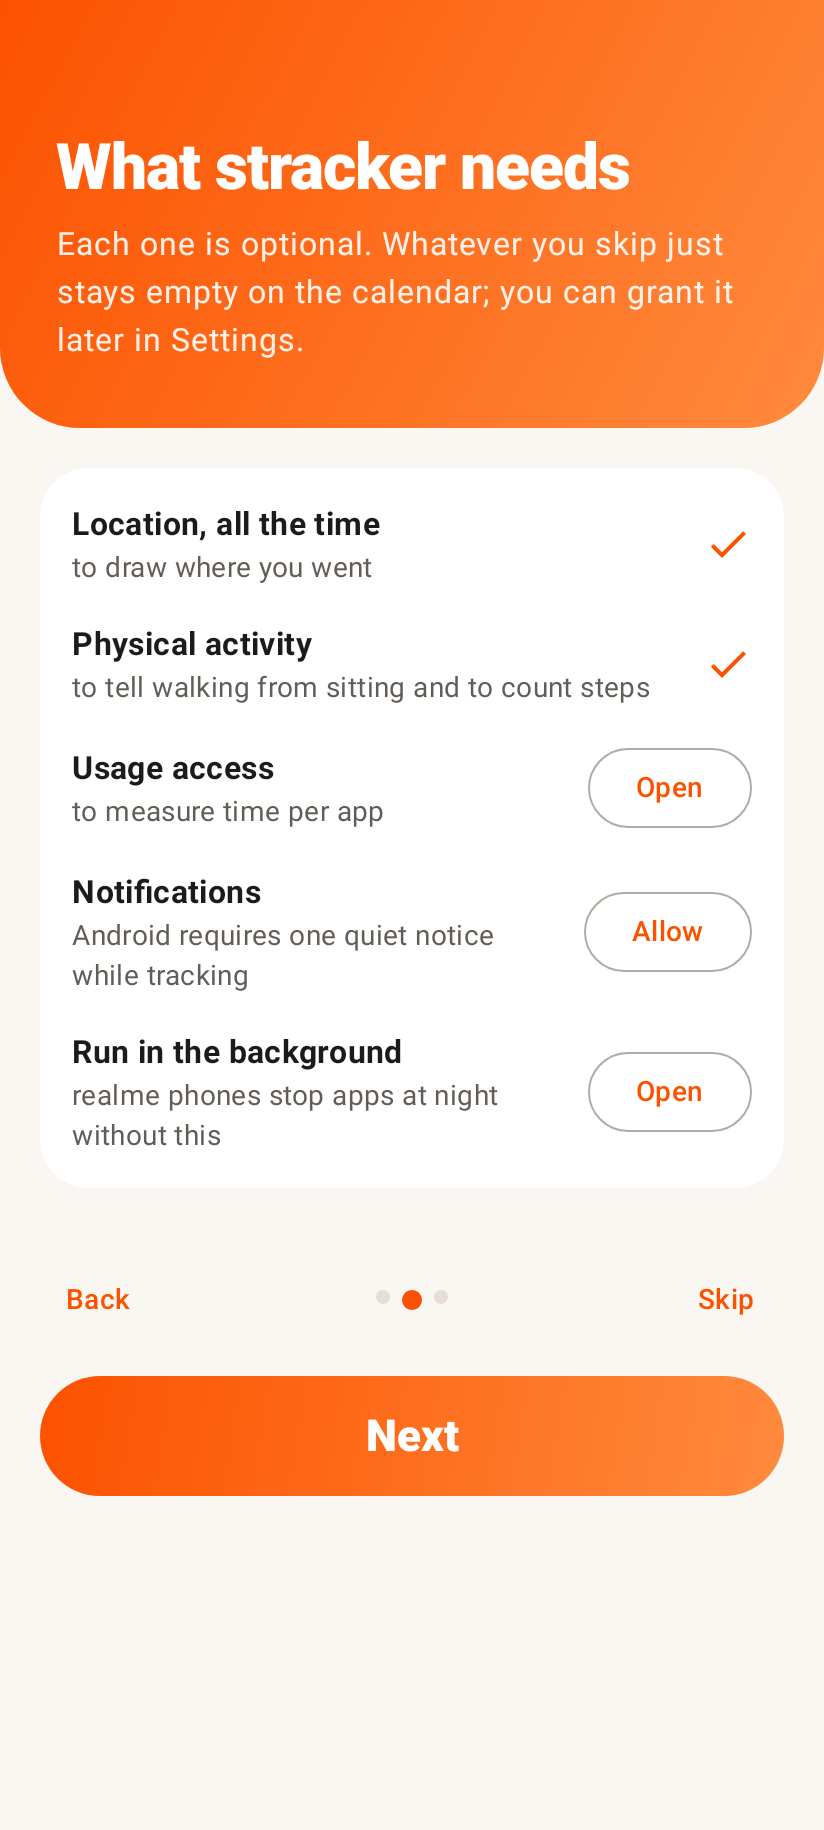 What stracker needs
Each one is optional. Whatever you skip just
stays empty on the calendar; you can grant it
later in Settings.
Location, all the time
to draw where you went
Physical activity
to tell walking from sitting and to count steps
Usage access
to measure time per app
Open
Notifications
Android requires one quiet notice
while tracking
Allow
Run in the background
realme phones stop apps at night
without this
Open
Back
Skip
Next